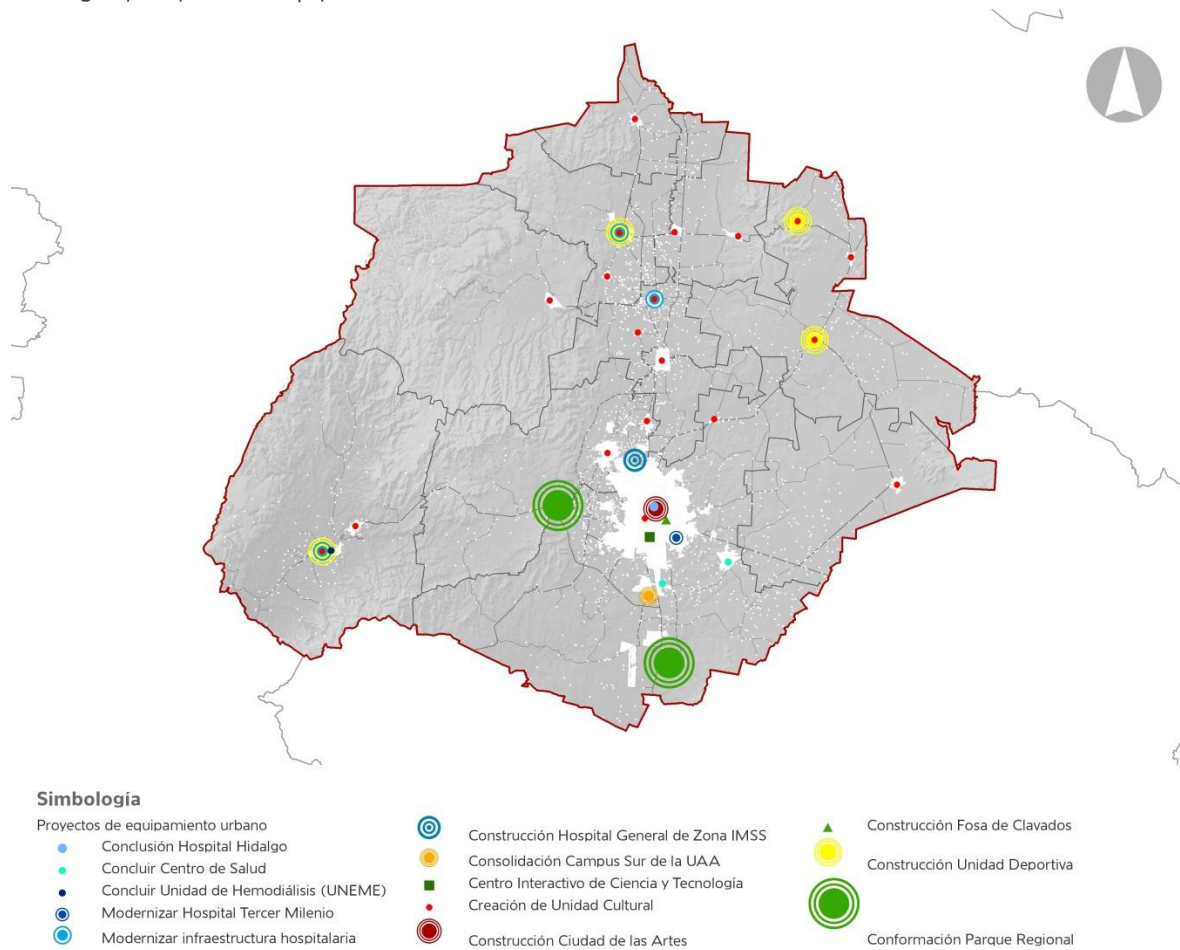 Simbología
Proyectos de equipamiento urbano
Conclusión Hospital Hidalgo
Concluir Centro de Salud
Concluir Unidad de Hemodiálisis (UNEME)
Modernizar Hospital Tercer Milenio
Modernizar infraestructura hospitalaria
Construcción Hospital General de Zona IMSS
Consolidación Campus Sur de la UAA
Centro Interactivo de Ciencia y Tecnología
Creación de Unidad Cultural
Construcción Ciudad de las Artes
Construcción Fosa de Clavados
Construcción Unidad Deportiva
Conformación Parque Regional